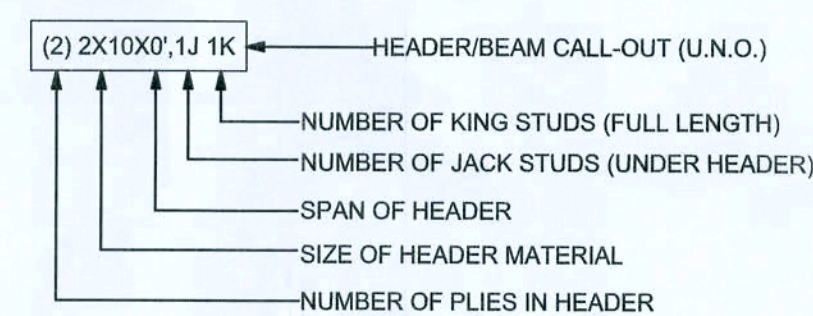 (2) 2X10X0',1J 1K
HEADER/BEAM CALL-OUT (U.N.O.)
NUMBER OF KING STUDS (FULL LENGTH)
NUMBER OF JACK STUDS (UNDER HEADER)
SPAN OF HEADER
SIZE OF HEADER MATERIAL
NUMBER OF PLIES IN HEADER